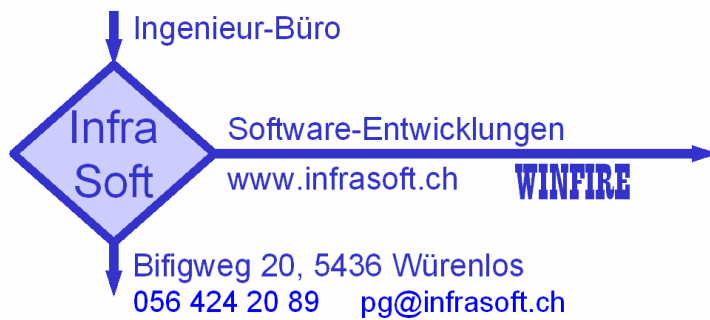 Ingenieur-Büro
Infra
Soft
Software-Entwicklungen
www.infrasoft.ch WINFIRE
Bifigweg 20, 5436 Würenlos
056 424 20 89 pg@infrasoft.ch